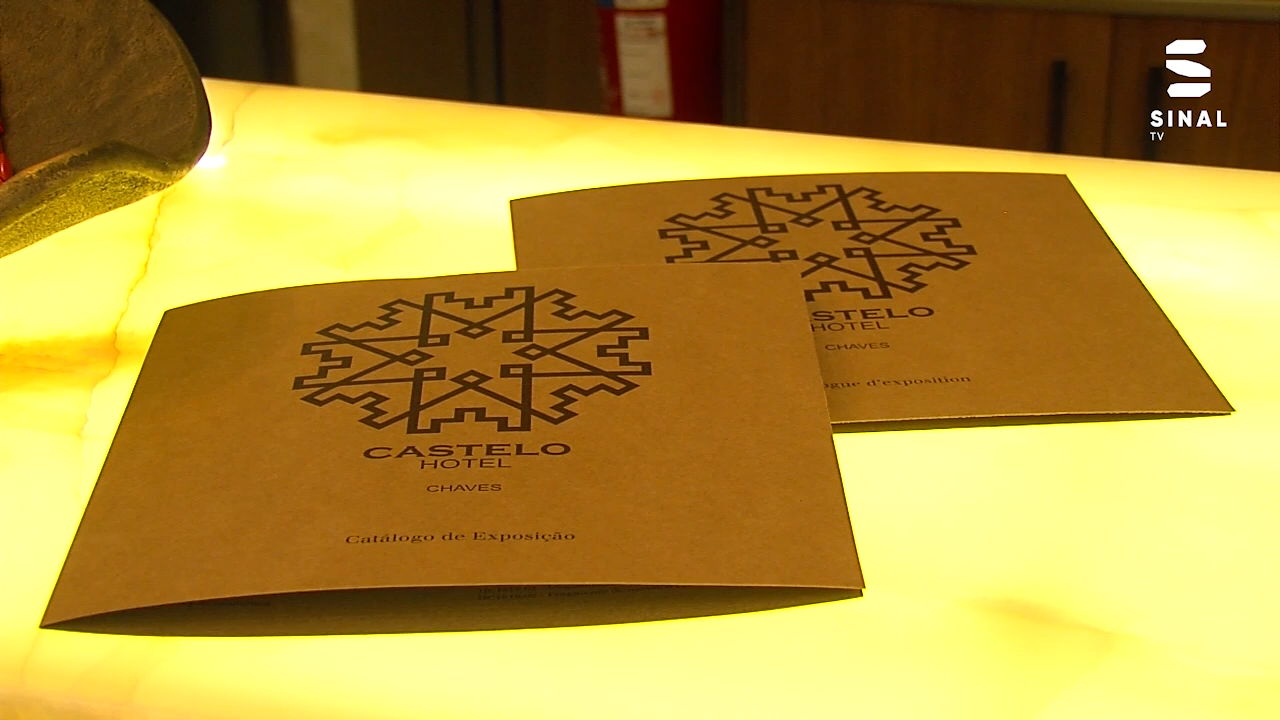 SINAL
TV
STELO
HOTEL
CHAVES
gue d'exposition
CASTELO
HOTEL
CHAVES
Catálogo de Exposição